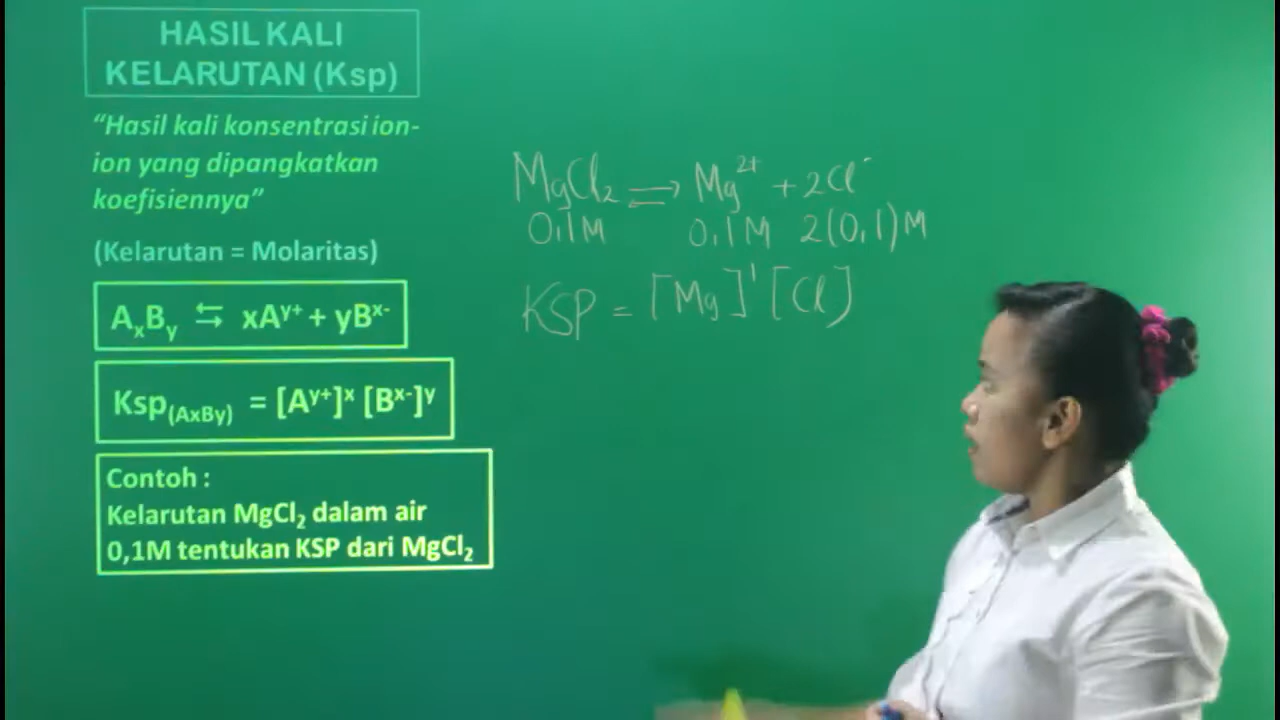 HASIL KALI
KELARUTAN (Ksp)
“Hasil kali konsentrasi ion-
ion yang dipangkatkan
koefisiennya”
(Kelarutan = Molaritas)
AₓBᵧ ⇆ xAʸ⁺ + yBˣ⁻
Ksp₍AxBy₎ = [Aʸ⁺]ˣ [Bˣ⁻]ʸ
Contoh :
Kelarutan MgCl₂ dalam air
0,1M tentukan KSP dari MgCl₂
MgCl₂ ⇌ Mg²⁺ + 2Cl⁻
0,1M 0,1M 2(0,1)M
KSP = [Mg]¹ [Cl]